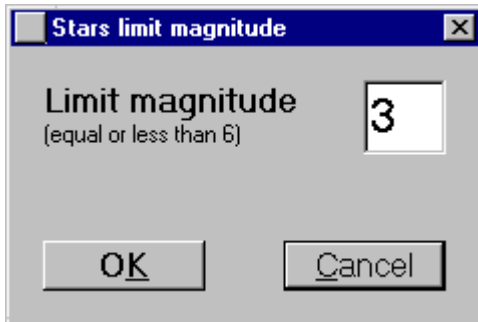 Stars limit magnitude
Limit magnitude
(equal or less than 6)
3
OK
Cancel